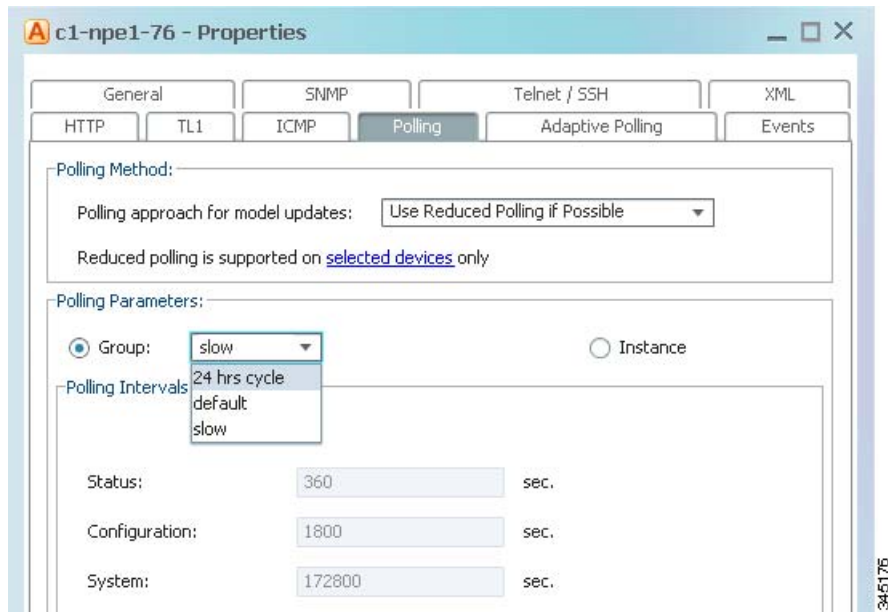 A c1-npe1-76 - Properties
General SNMP Telnet / SSH XML
HTTP TL1 ICMP Polling Adaptive Polling Events
Polling Method:
Polling approach for model updates: Use Reduced Polling if Possible
Reduced polling is supported on selected devices only
Polling Parameters:
Group: slow Instance
24 hrs cycle
Polling Intervals
default
slow
Status: 360 sec.
Configuration: 1800 sec.
System: 172800 sec.
345176